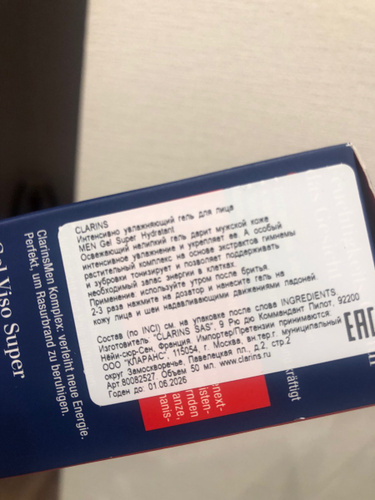 CLARINS
Интенсивно увлажняющий гель для лица
MEN Gel Super Hydratant
Освежающий нелипкий гель дарит мужской коже
интенсивное увлажнение и укрепляет ее. А особый
растительный комплекс на основе экстрактов гимнемы
и зубровки тонизирует и позволяет поддерживать
необходимый запас энергии в клетках.
Применение: используйте утром после бритья.
2-3 раза нажмите на дозатор и нанесите гель на
кожу лица и шеи надавливающими движениями ладоней.
Состав (по INCI) см. на упаковке после слова INGREDIENTS
Изготовитель: "CLARINS SAS", 9 Рю дю Коммандант Пилот, 92200
Нёйи-сюр-Сен, Франция. Импортер/Претензии принимаются:
ООО "КЛАРАНС", 115054, г. Москва, вн.тер.г. муниципальный
округ Замоскворечье, Павелецкая пл., д.2, стр.2
Арт.80082527 Объем 50 мл. www.clarins.ru
Годен до: 01.06.2026
EAC
Gel Viso Super
ClarinsMen Komplex: verleiht neue Energie.
Perfekt, um Rasurbrand zu beruhigen.